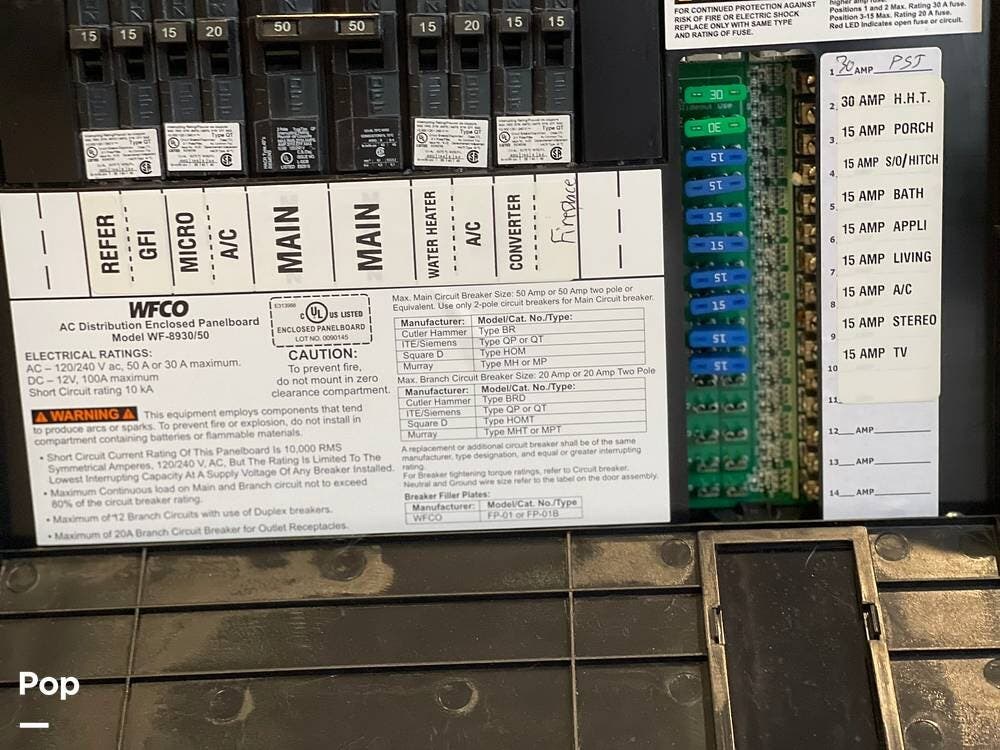 15 15 15 20 50 50 15 20 15 15
FOR CONTINUED PROTECTION AGAINST
RISK OF FIRE OR ELECTRIC SHOCK
REPLACE ONLY WITH SAME TYPE
AND RATING OF FUSE.
higher amp fuse.
Positions 1 and 2 Max. Rating 30 A fuse.
Position 3-15 Max. Rating 20 A fuse.
Red LED Indicates open fuse or circuit.
Type QT
Type QT
Type QT
Type QT
REFER
GFI
MICRO
A/C
MAIN
MAIN
WATER HEATER
A/C
CONVERTER
Fireplace
WFCO
AC Distribution Enclosed Panelboard
Model WF-8930/50
E313966
C UL US LISTED
ENCLOSED PANELBOARD
LOT NO. 0090145
ELECTRICAL RATINGS:
AC – 120/240 V ac, 50 A or 30 A maximum.
DC – 12V, 100A maximum
Short Circuit rating 10 kA
CAUTION:
To prevent fire,
do not mount in zero
clearance compartment.
WARNING This equipment employs components that tend
to produce arcs or sparks. To prevent fire or explosion, do not install in
compartment containing batteries or flammable materials.
• Short Circuit Current Rating Of This Panelboard Is 10,000 RMS
Symmetrical Amperes, 120/240 V, AC, But The Rating Is Limited To The
Lowest Interrupting Capacity At A Supply Voltage Of Any Breaker Installed.
• Maximum Continuous load on Main and Branch circuit not to exceed
80% of the circuit breaker rating.
• Maximum of 12 Branch Circuits with use of Duplex breakers.
• Maximum of 20A Branch Circuit Breaker for Outlet Receptacles.
Max. Main Circuit Breaker Size: 50 Amp or 50 Amp two pole or
Equivalent. Use only 2-pole circuit breakers for Main Circuit breaker.
Manufacturer: Model/Cat. No./Type:
Cutler Hammer Type BR
ITE/Siemens Type QP or QT
Square D Type HOM
Murray Type MH or MP
Max. Branch Circuit Breaker Size: 20 Amp or 20 Amp Two Pole
Manufacturer: Model/Cat. No./Type:
Cutler Hammer Type BRD
ITE/Siemens Type QP or QT
Square D Type HOMT
Murray Type MHT or MPT
A replacement or additional circuit breaker shall be of the same
manufacturer, type designation, and equal or greater interrupting
rating.
For Breaker tightening torque ratings, refer to Circuit breaker.
Neutral and Ground wire size refer to the label on the door assembly.
Breaker Filler Plates:
Manufacturer: Model/Cat. No./Type
WFCO FP-01 or FP-01B
30
30
15
15
15
15
15
15
15
15
1 30 AMP PSJ
2
30 AMP H.H.T.
3
15 AMP PORCH
4
15 AMP S/O/HITCH
5
15 AMP BATH
6
15 AMP APPLI
7
15 AMP LIVING
8
15 AMP A/C
9
15 AMP STEREO
10
15 AMP TV
11
12 AMP
13 AMP
14 AMP
Pop